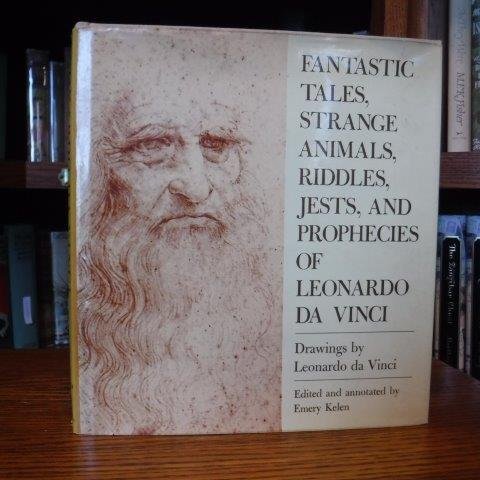 FANTASTIC
TALES,
STRANGE
ANIMALS,
RIDDLES,
JESTS, AND
PROPHECIES
OF
LEONARDO
DA VINCI
Drawings by
Leonardo da Vinci
Edited and annotated by
Emery Kelen
M.F.K. Fisher